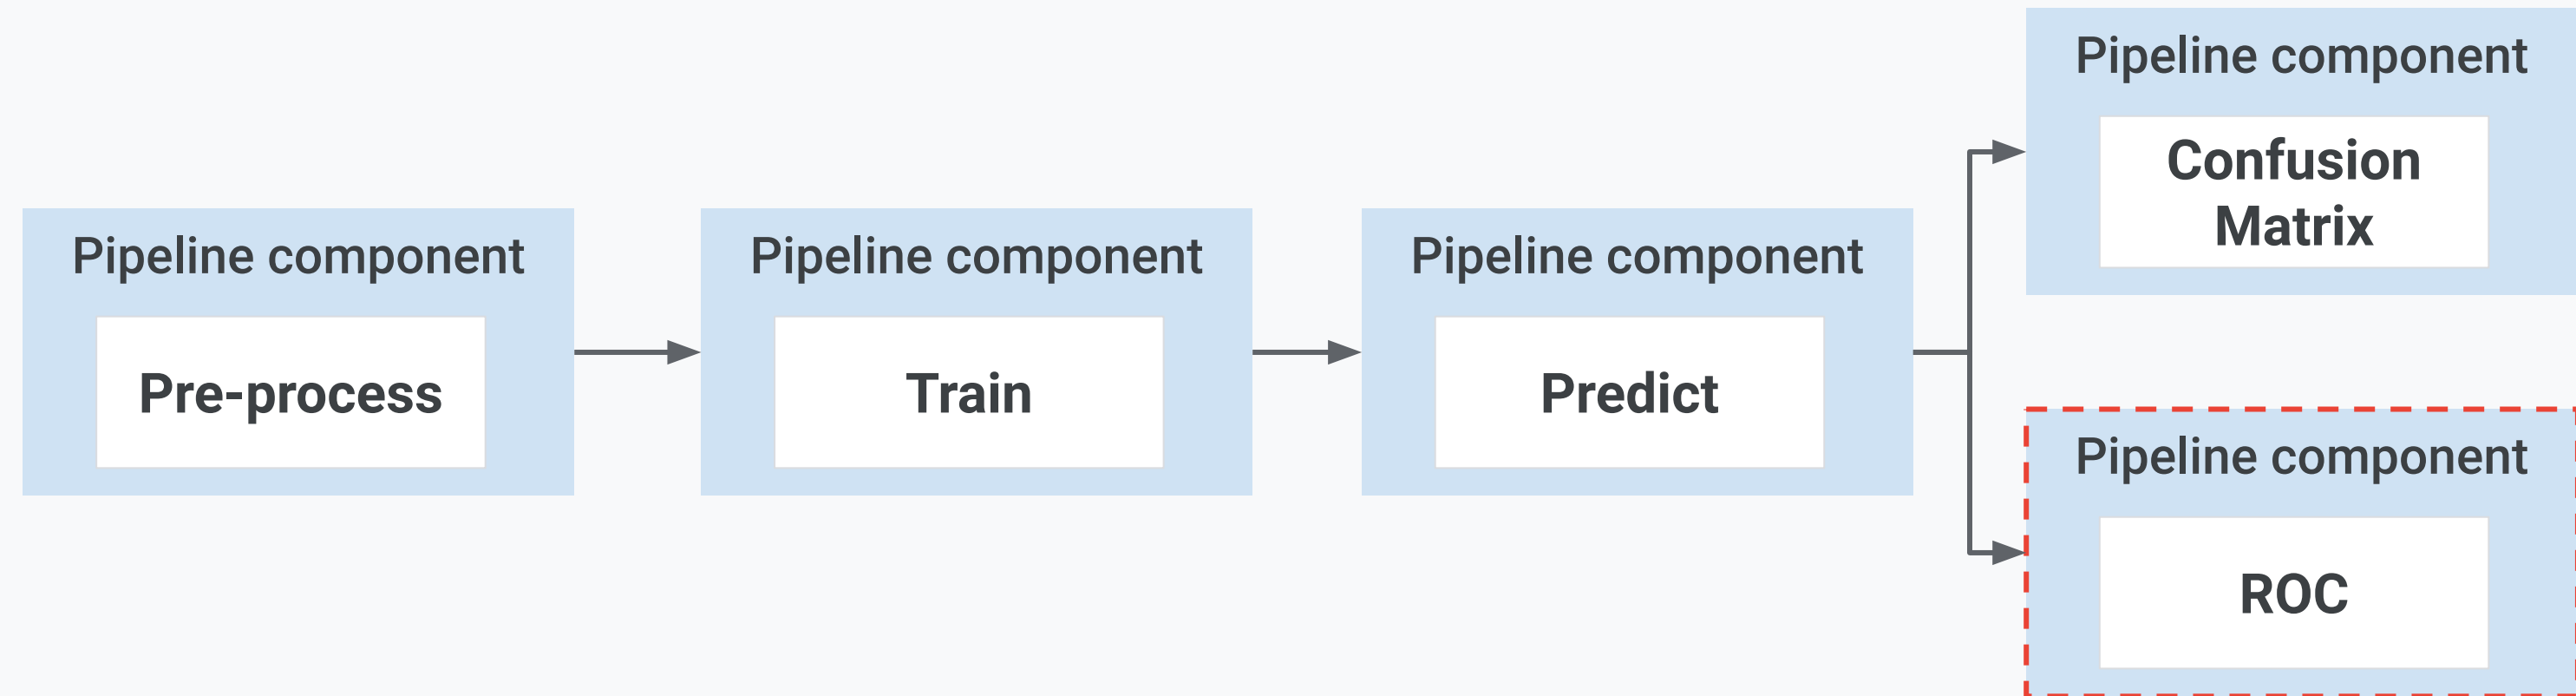 Pipeline component
Pre-process
Pipeline component
Train
Pipeline component
Predict
Pipeline component
Confusion
Matrix
Pipeline component
ROC